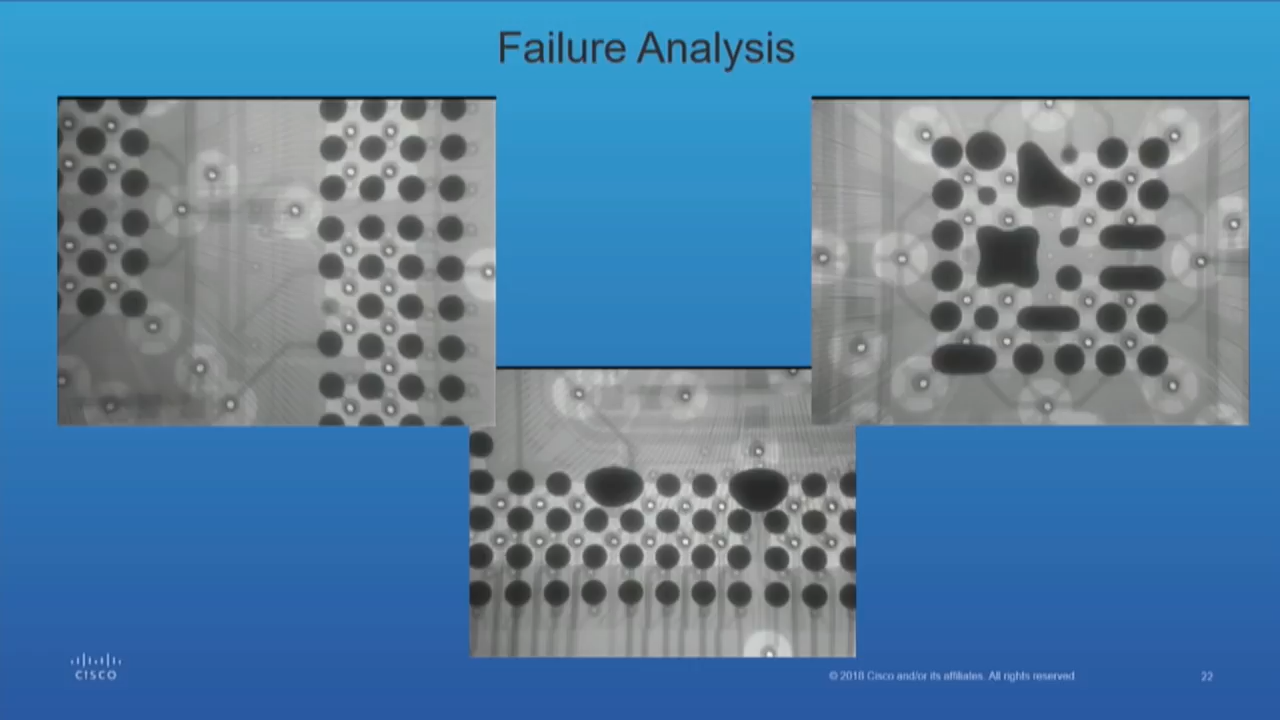 Failure Analysis
CISCO
© 2018 Cisco and/or its affiliates. All rights reserved
22